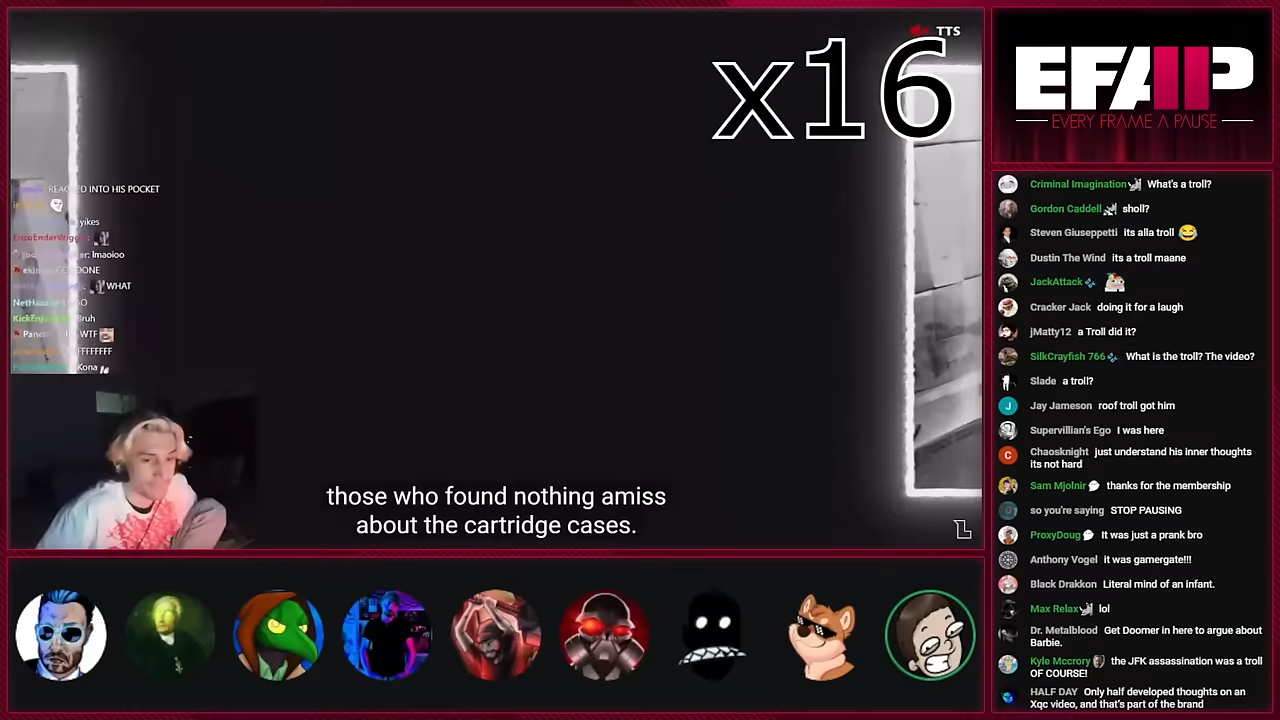 TTS
x16
REACHED INTO HIS POCKET
yikes
lmaoioo
WHAT
NetHaz
KickEnj
Bruh
WTF
FFFFFFF
Kona
those who found nothing amiss
about the cartridge cases.
EFAP
EVERY FRAME A PAUSE
Criminal Imagination What's a troll?
Gordon Caddell sholl?
Steven Giuseppetti its alla troll 😂
Dustin The Wind its a troll maane
JackAttack
Cracker Jack doing it for a laugh
jMatty12 a Troll did it?
SilkCrayfish 766 What is the troll? The video?
Slade a troll?
J Jay Jameson roof troll got him
Supervillian's Ego I was here
C Chaosknight just understand his inner thoughts
its not hard
Sam Mjolnir thanks for the membership
so you're saying STOP PAUSING
ProxyDoug It was just a prank bro
Anthony Vogel it was gamergate!!!
Black Drakkon Literal mind of an infant.
Max Relax lol
Dr. Metalblood Get Doomer in here to argue about
Barbie.
Kyle Mccrory the JFK assassination was a troll
OF COURSE!
HALF DAY Only half developed thoughts on an
Xqc video, and that's part of the brand